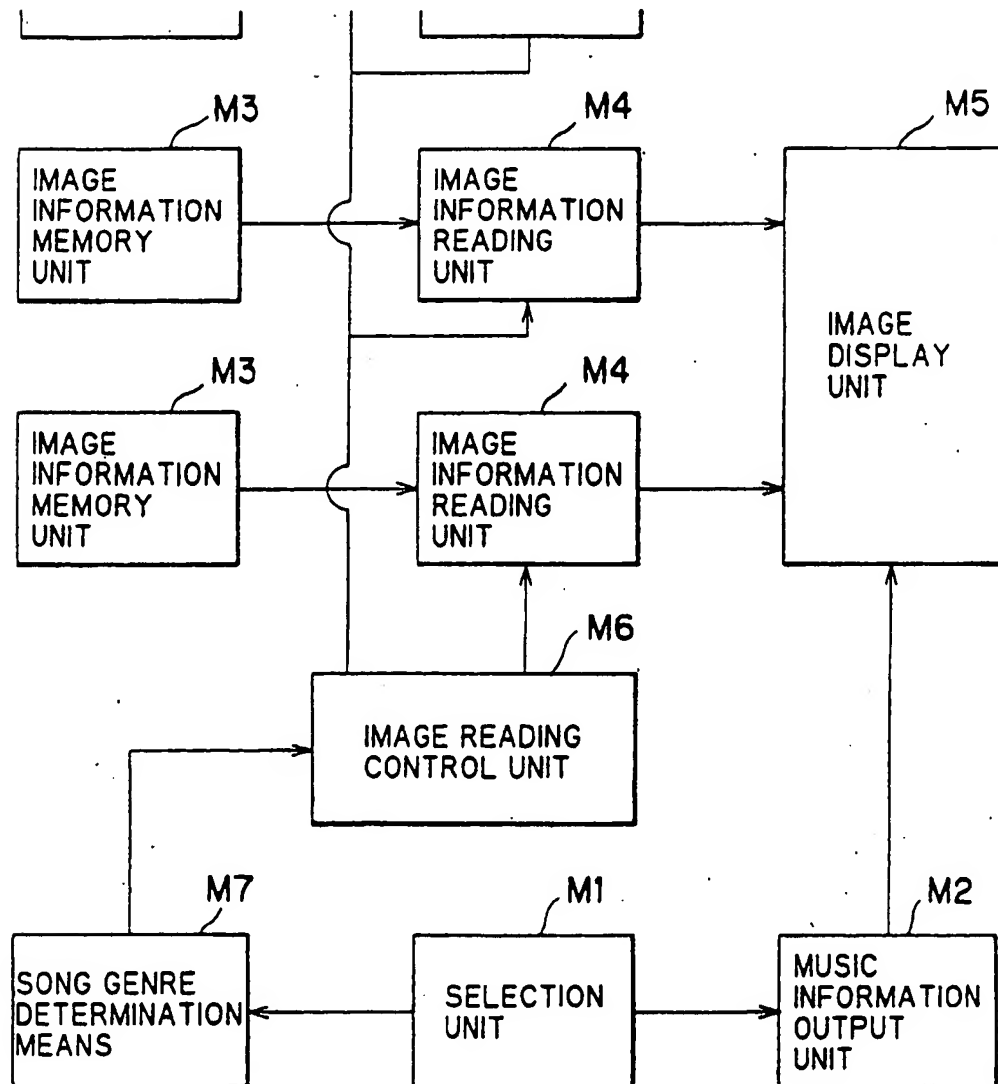 M3
M4
M5
IMAGE
INFORMATION
MEMORY
UNIT
IMAGE
INFORMATION
READING
UNIT
IMAGE
DISPLAY
UNIT
M3
M4
IMAGE
INFORMATION
MEMORY
UNIT
IMAGE
INFORMATION
READING
UNIT
M6
IMAGE READING
CONTROL UNIT
M7
M1
M2
SONG GENRE
DETERMINATION
MEANS
SELECTION
UNIT
MUSIC
INFORMATION
OUTPUT
UNIT